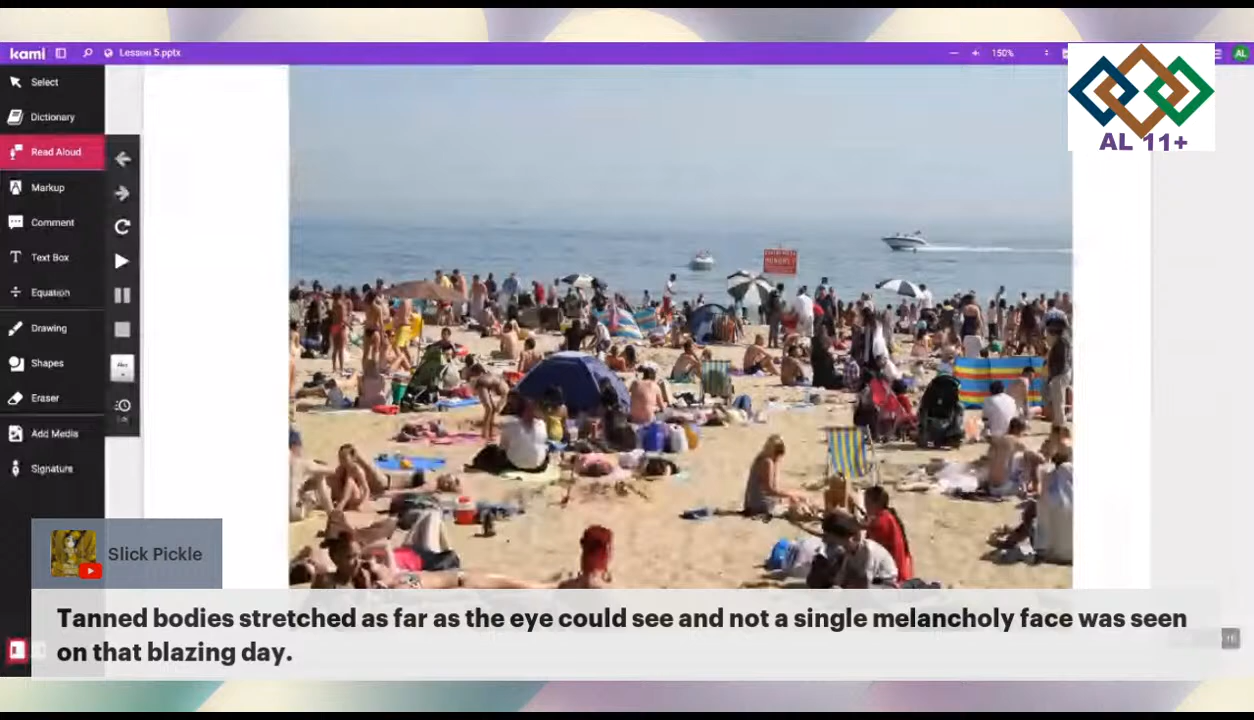 kami
Lesson 5.pptx
150%
AL
AL 11+
Select
Dictionary
Read Aloud
Markup
Comment
Text Box
Equation
Drawing
Shapes
Eraser
Add Media
Signature
Slick Pickle
Tanned bodies stretched as far as the eye could see and not a single melancholy face was seen
on that blazing day.